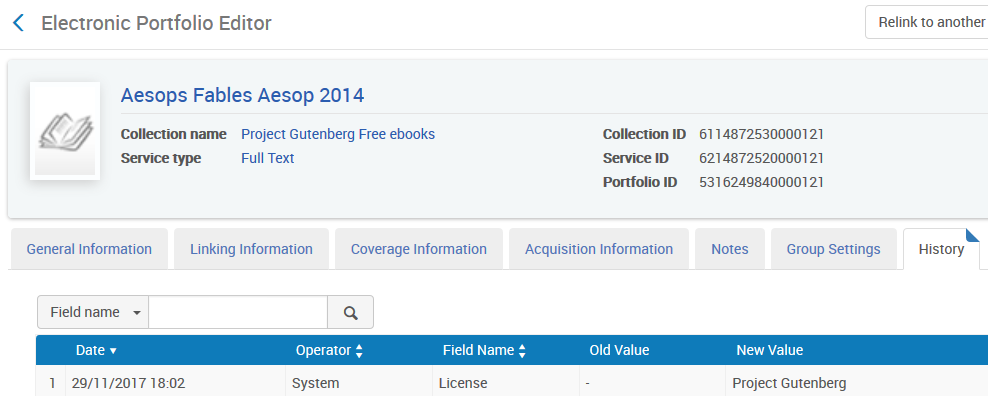 Electronic Portfolio Editor
Relink to another
Aesops Fables Aesop 2014
Collection name Project Gutenberg Free ebooks Collection ID 6114872530000121
Service type Full Text Service ID 6214872520000121
Portfolio ID 5316249840000121
General Information Linking Information Coverage Information Acquisition Information Notes Group Settings History
Field name
Date Operator Field Name Old Value New Value
1 29/11/2017 18:02 System License - Project Gutenberg